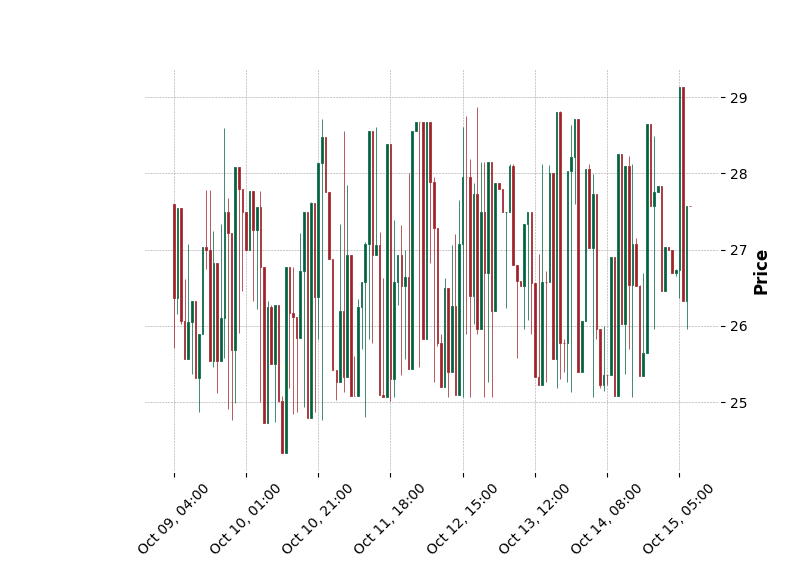 29
28
27
26
25
Price
Oct 09, 04:00
Oct 10, 01:00
Oct 10, 21:00
Oct 11, 18:00
Oct 12, 15:00
Oct 13, 12:00
Oct 14, 08:00
Oct 15, 05:00